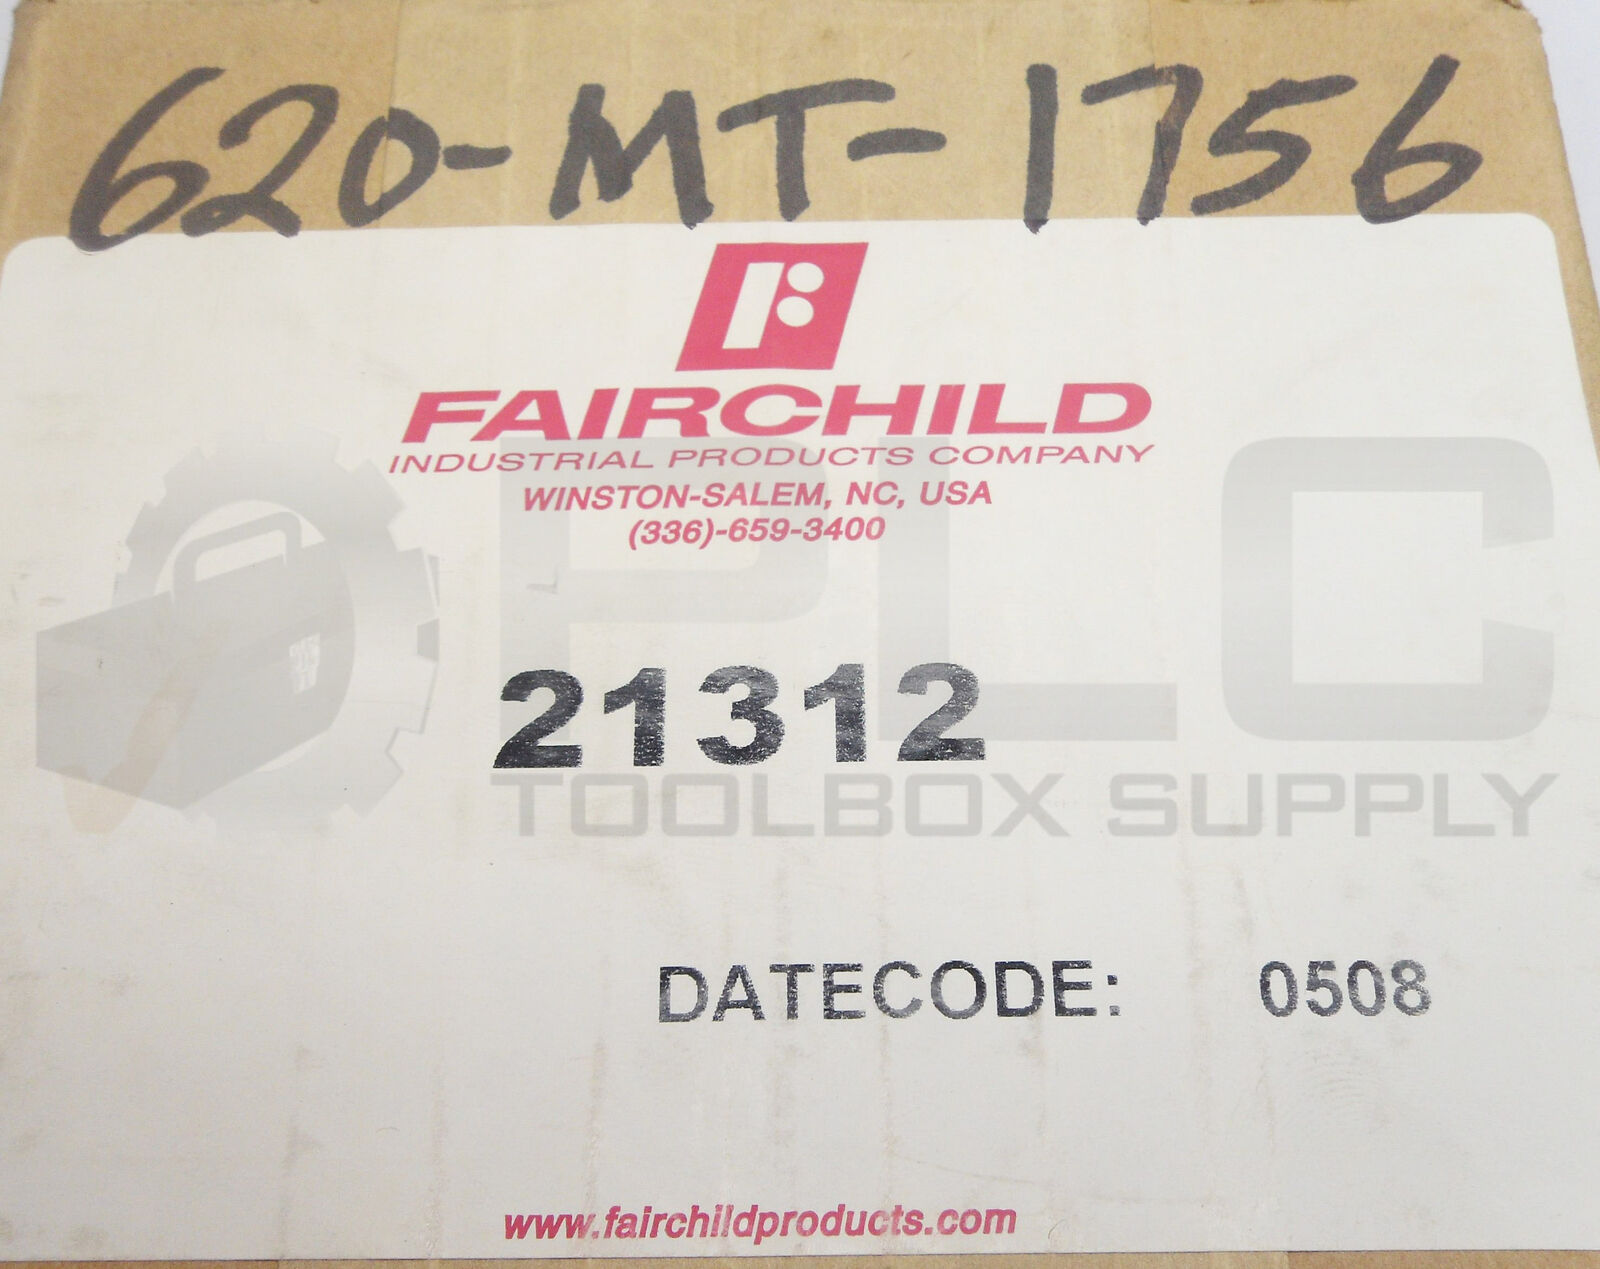 620-MT-1756
FAIRCHILD
INDUSTRIAL PRODUCTS COMPANY
WINSTON-SALEM, NC, USA
(336)-659-3400
PLC
21312
TOOLBOX SUPPLY
DATECODE: 0508
www.fairchildproducts.com